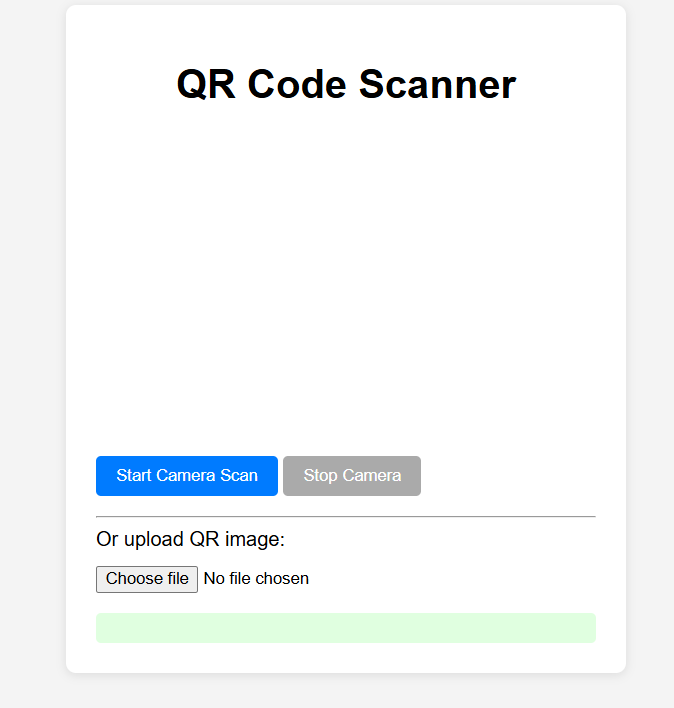 QR Code Scanner
Start Camera Scan Stop Camera
Or upload QR image:
Choose file No file chosen